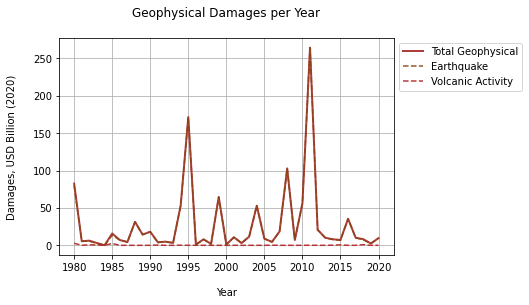 Geophysical Damages per Year
Damages, USD Billion (2020)
250
200
150
100
50
0
1980 1985 1990 1995 2000 2005 2010 2015 2020
Year
Total Geophysical
Earthquake
Volcanic Activity